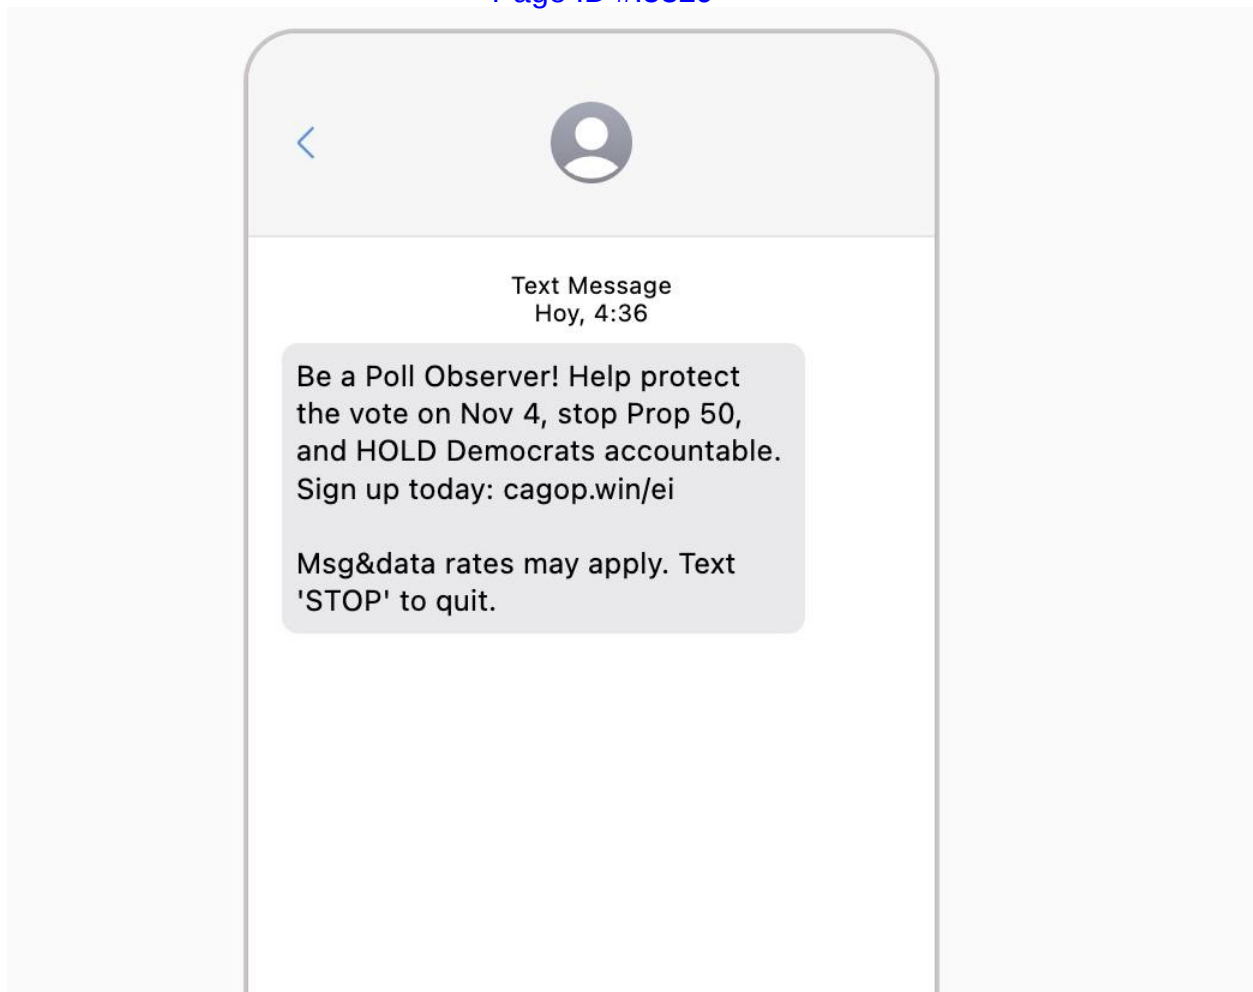 Text Message
Hoy, 4:36
Be a Poll Observer! Help protect
the vote on Nov 4, stop Prop 50,
and HOLD Democrats accountable.
Sign up today: cagop.win/ei
Msg&data rates may apply. Text
'STOP' to quit.